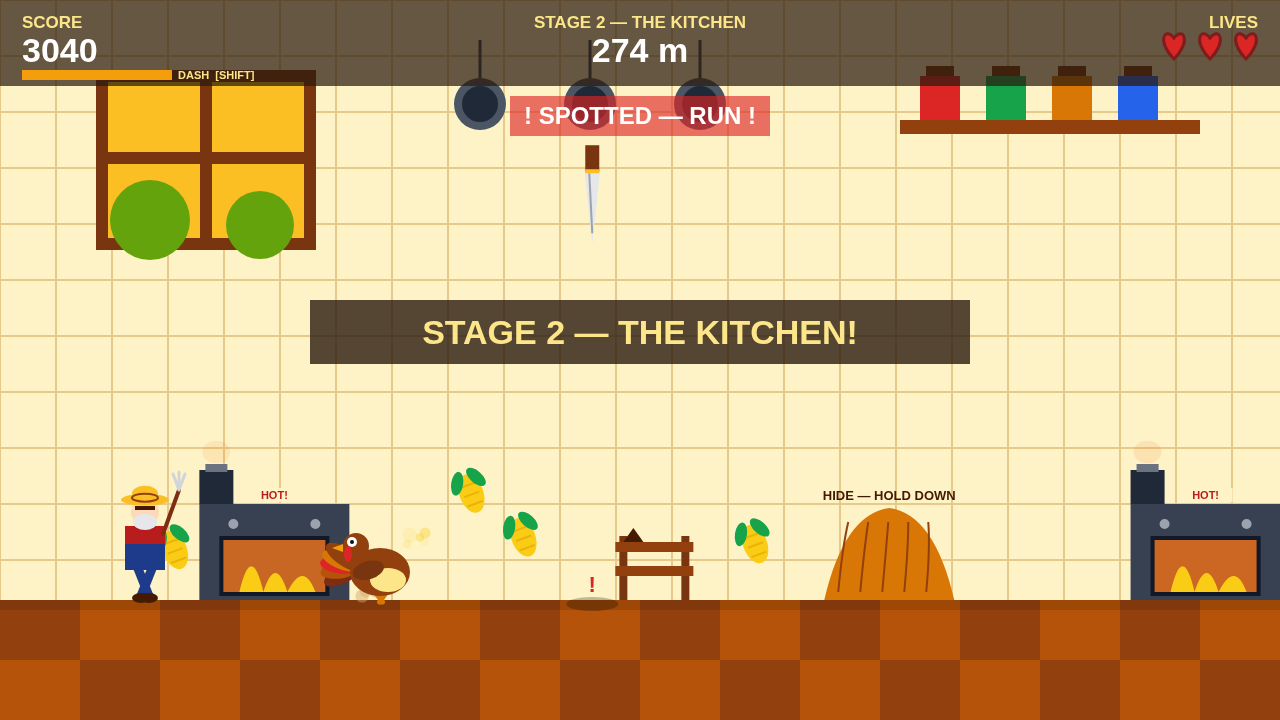 SCORE
3040
DASH [SHIFT]
STAGE 2 — THE KITCHEN
274 m
LIVES
! SPOTTED — RUN !
STAGE 2 — THE KITCHEN!
HOT!
HIDE — HOLD DOWN
HOT!
!